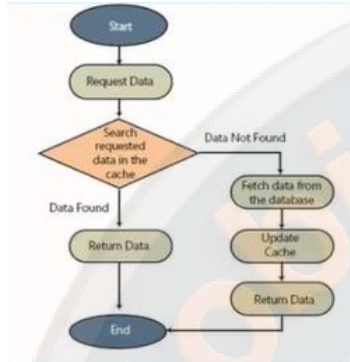 Start
Request Data
Search
requested
data in the
cache
Data Not Found
Fetch data from
the database
Data Found
Update
Cache
Return Data
Return Data
End